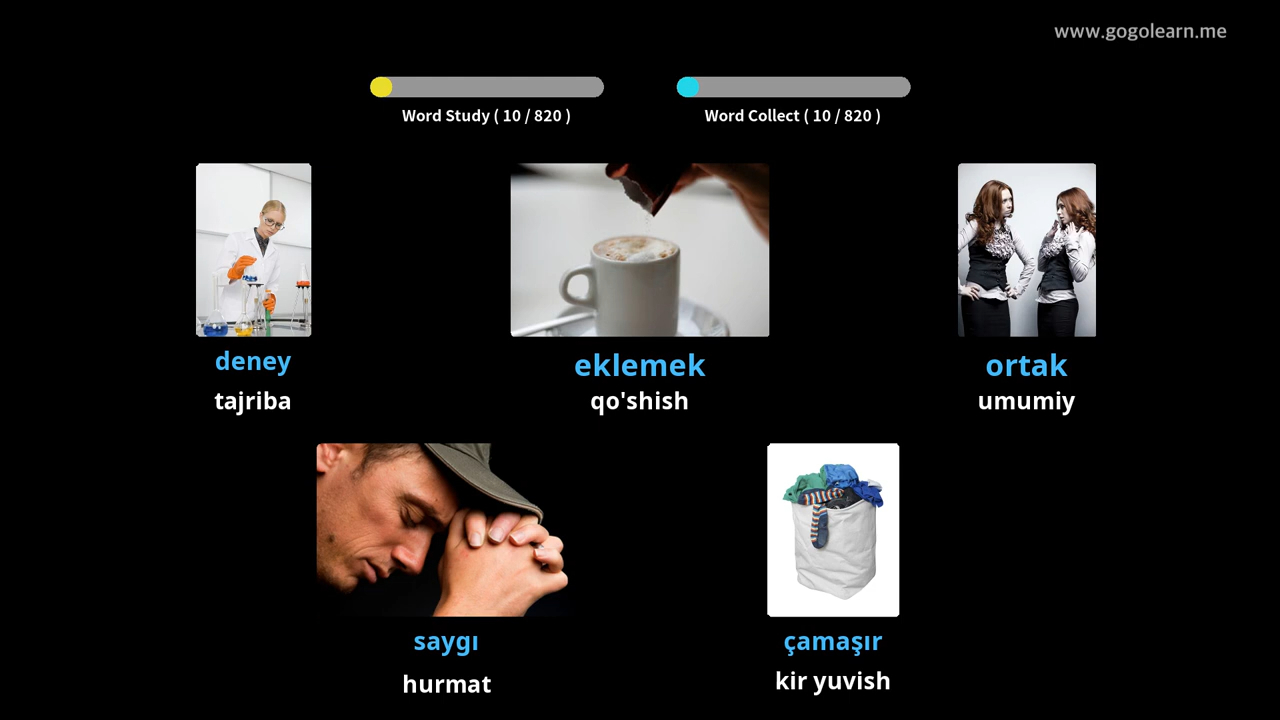 www.gogolearn.me
Word Study ( 10 / 820 )
Word Collect ( 10 / 820 )
deney
tajriba
eklemek
qo'shish
ortak
umumiy
saygı
hurmat
çamaşır
kir yuvish